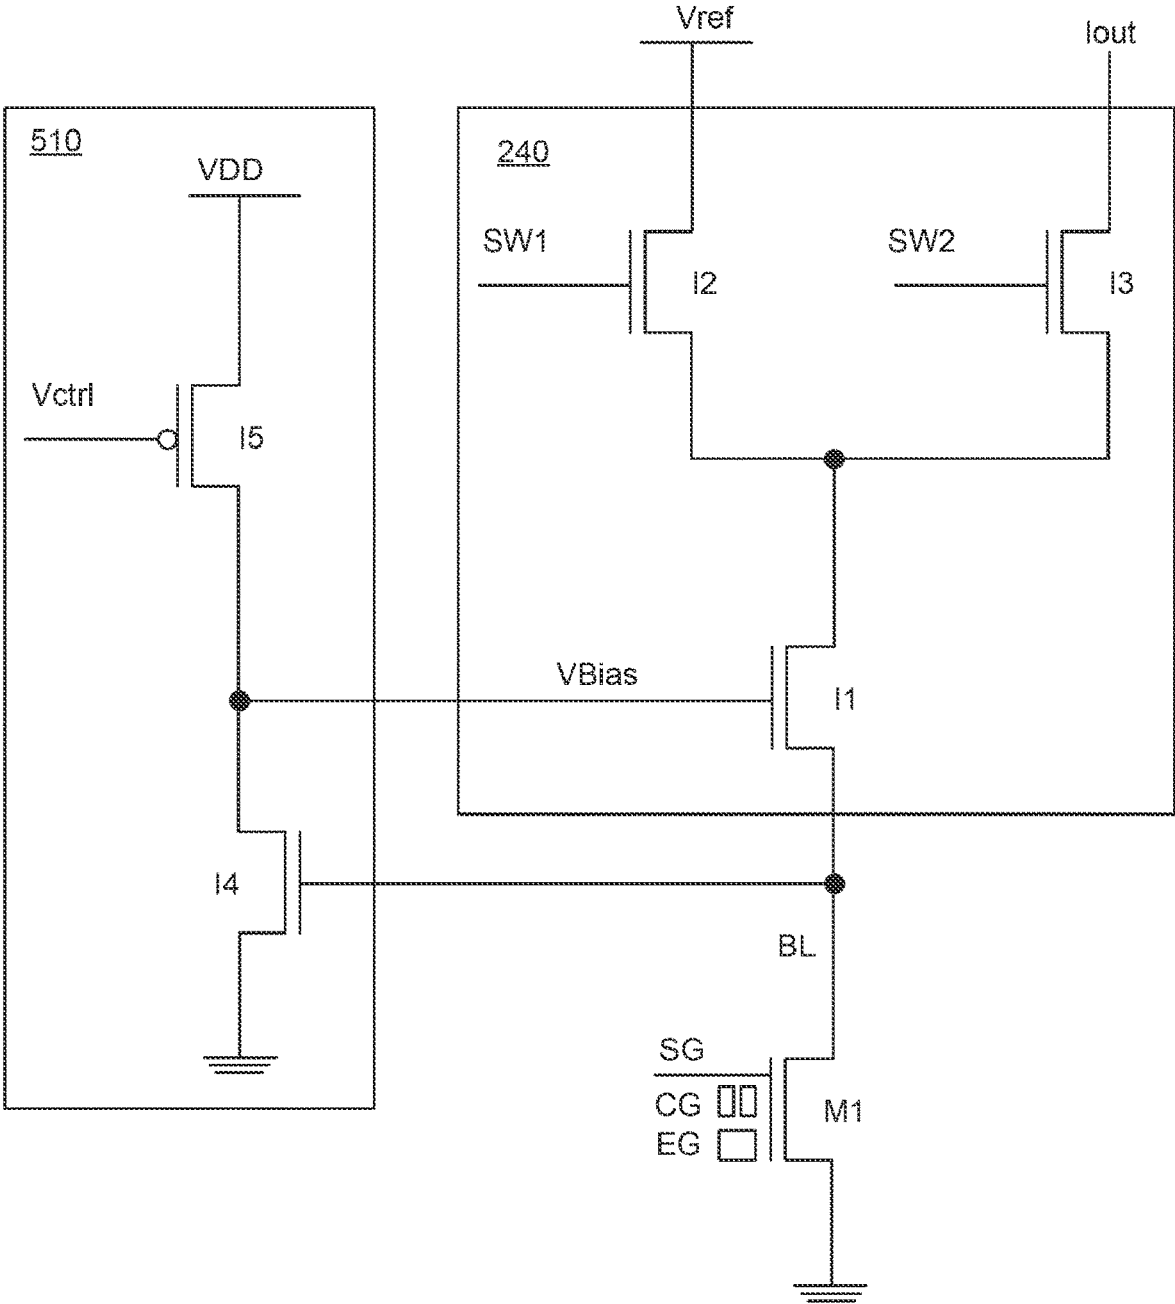 Vref
Iout
510
VDD
240
SW1
I2
SW2
I3
Vctrl
I5
VBias
I1
I4
BL
SG
CG
M1
EG